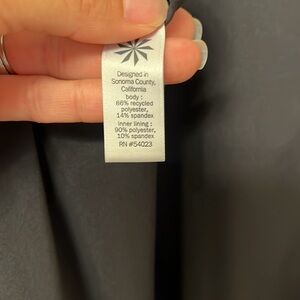 Designed in
Sonoma County,
California
body :
86% recycled
polyester,
14% spandex
inner lining :
90% polyester,
10% spandex
RN #54023